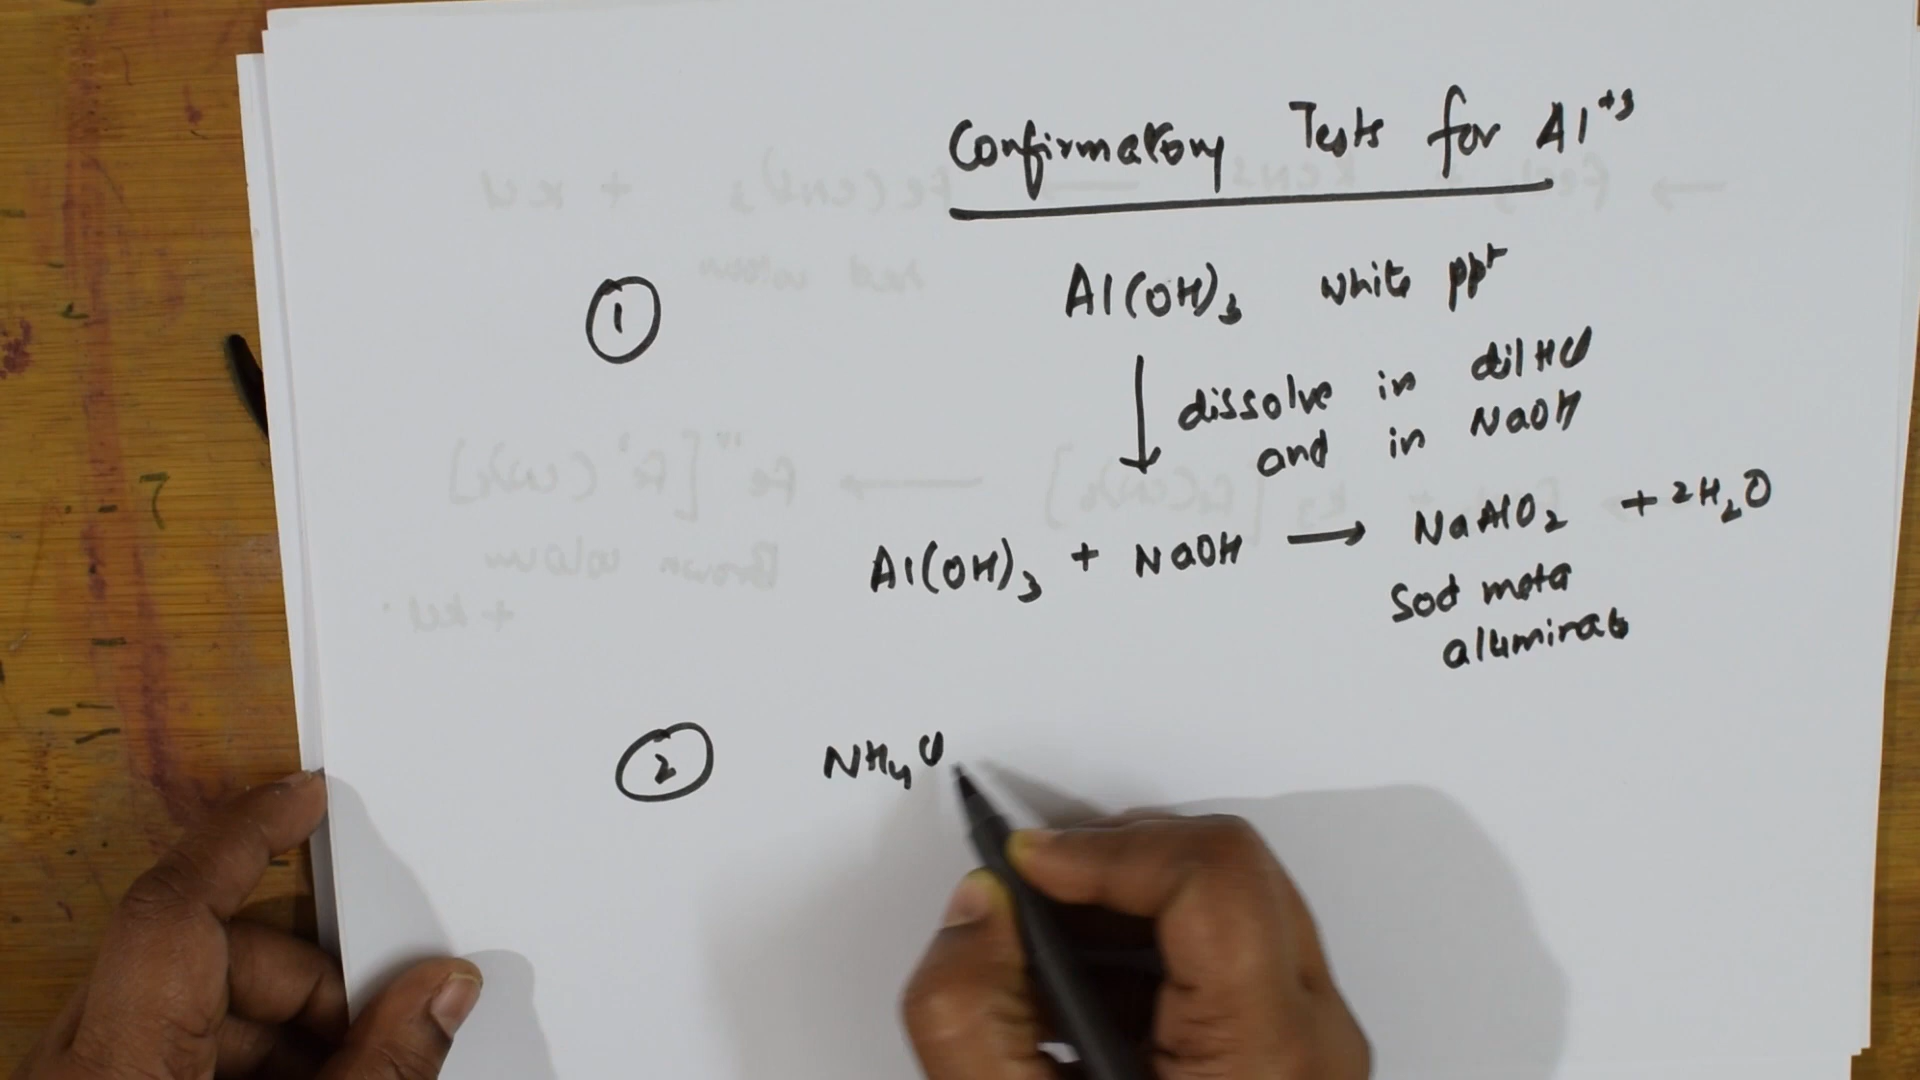 Confirmatory Tests for Al+3
1
Al(OH)3 white ppt
dissolve in dil HCl
and in NaOH
Al(OH)3 + NaOH → NaAlO2 + 2H2O
Sod meta
aluminate
2 NH4Cl